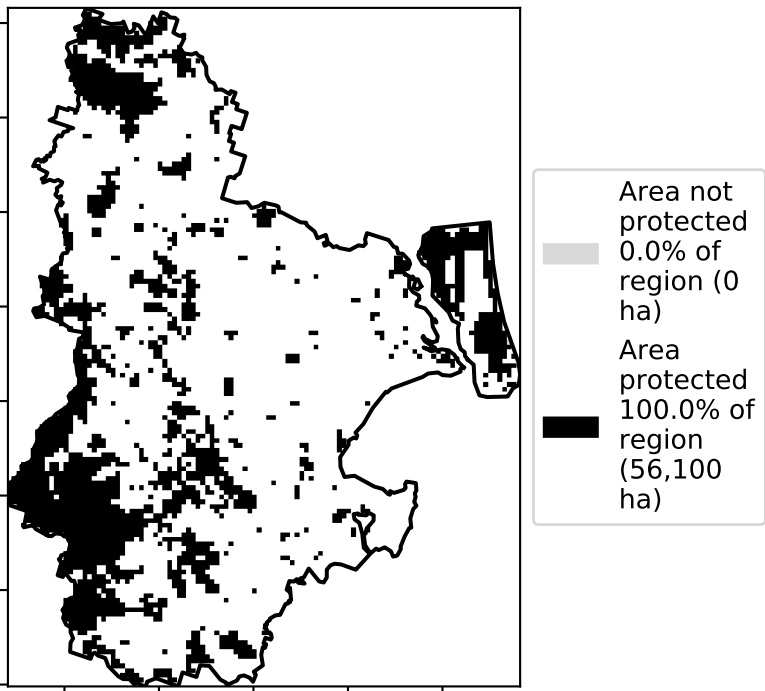 Area not
protected
0.0% of
region (0
ha)
Area
protected
100.0% of
region
(56,100
ha)